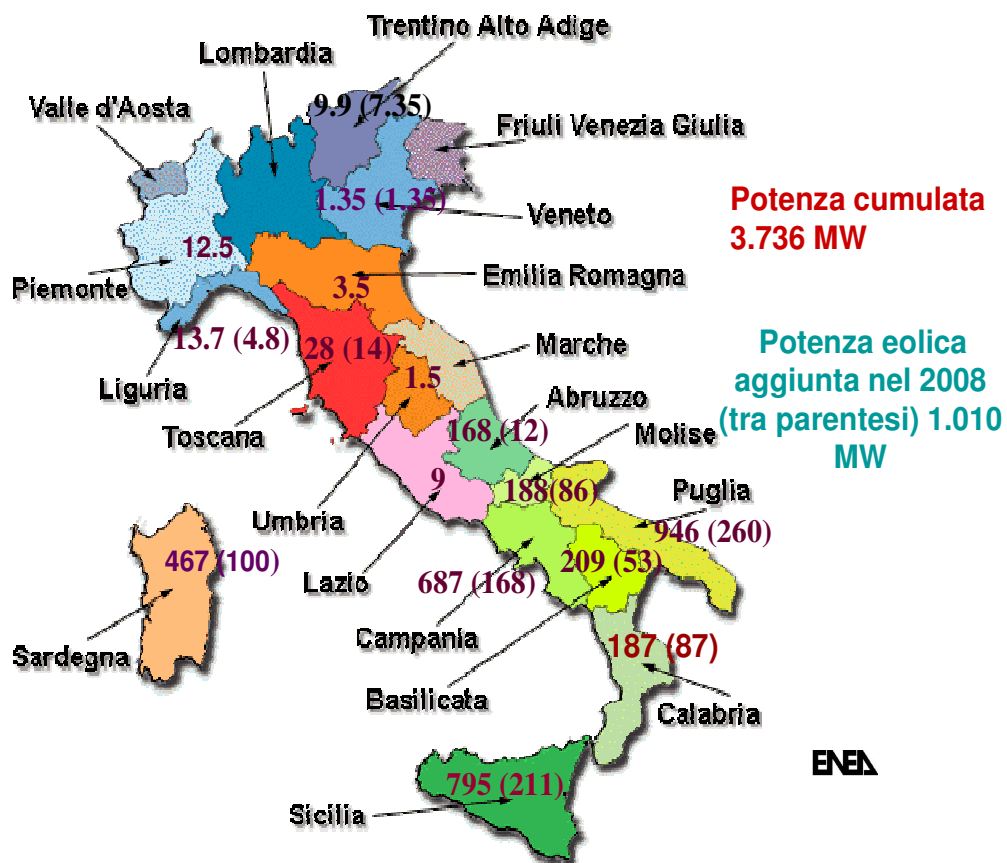 Trentino Alto Adige
Lombardia
9.9 (7.35)
Valle d'Aosta
Friuli Venezia Giulia
1.35 (1.35)
Veneto
Potenza cumulata
3.736 MW
12.5
Piemonte
Emilia Romagna
3.5
13.7 (4.8)
28 (14)
Marche
Potenza eolica
aggiunta nel 2008
(tra parentesi) 1.010
MW
Liguria
1.5
Abruzzo
Toscana
168 (12)
Molise
9
188(86)
Puglia
Umbria
946 (260)
467 (100)
Lazio
687 (168)
209 (53)
Campania
Sardegna
187 (87)
Basilicata
Calabria
ENEA
795 (211)
Sicilia